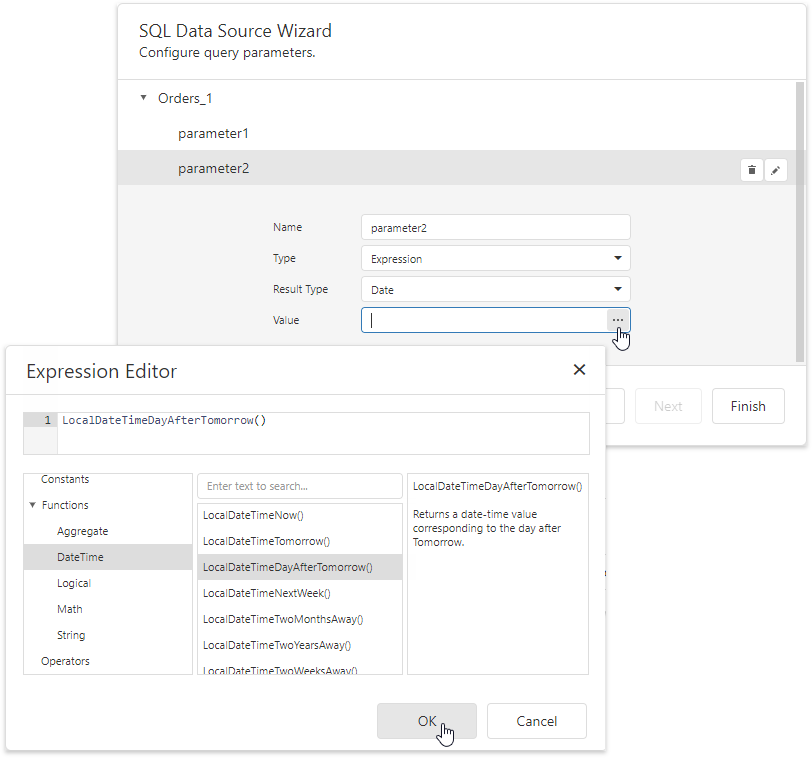 SQL Data Source Wizard
Configure query parameters.
Orders_1
parameter1
parameter2
Name
parameter2
Type
Expression
Result Type
Date
Value
...
Next
Finish
Expression Editor
1 LocalDateTimeDayAfterTomorrow()
Constants
Functions
Aggregate
DateTime
Logical
Math
String
Operators
Enter text to search...
LocalDateTimeNow()
LocalDateTimeTomorrow()
LocalDateTimeDayAfterTomorrow()
LocalDateTimeNextWeek()
LocalDateTimeTwoMonthsAway()
LocalDateTimeTwoYearsAway()
LocalDateTimeTwoWeeksAway()
LocalDateTimeDayAfterTomorrow()
Returns a date-time value
corresponding to the day after
Tomorrow.
OK
Cancel